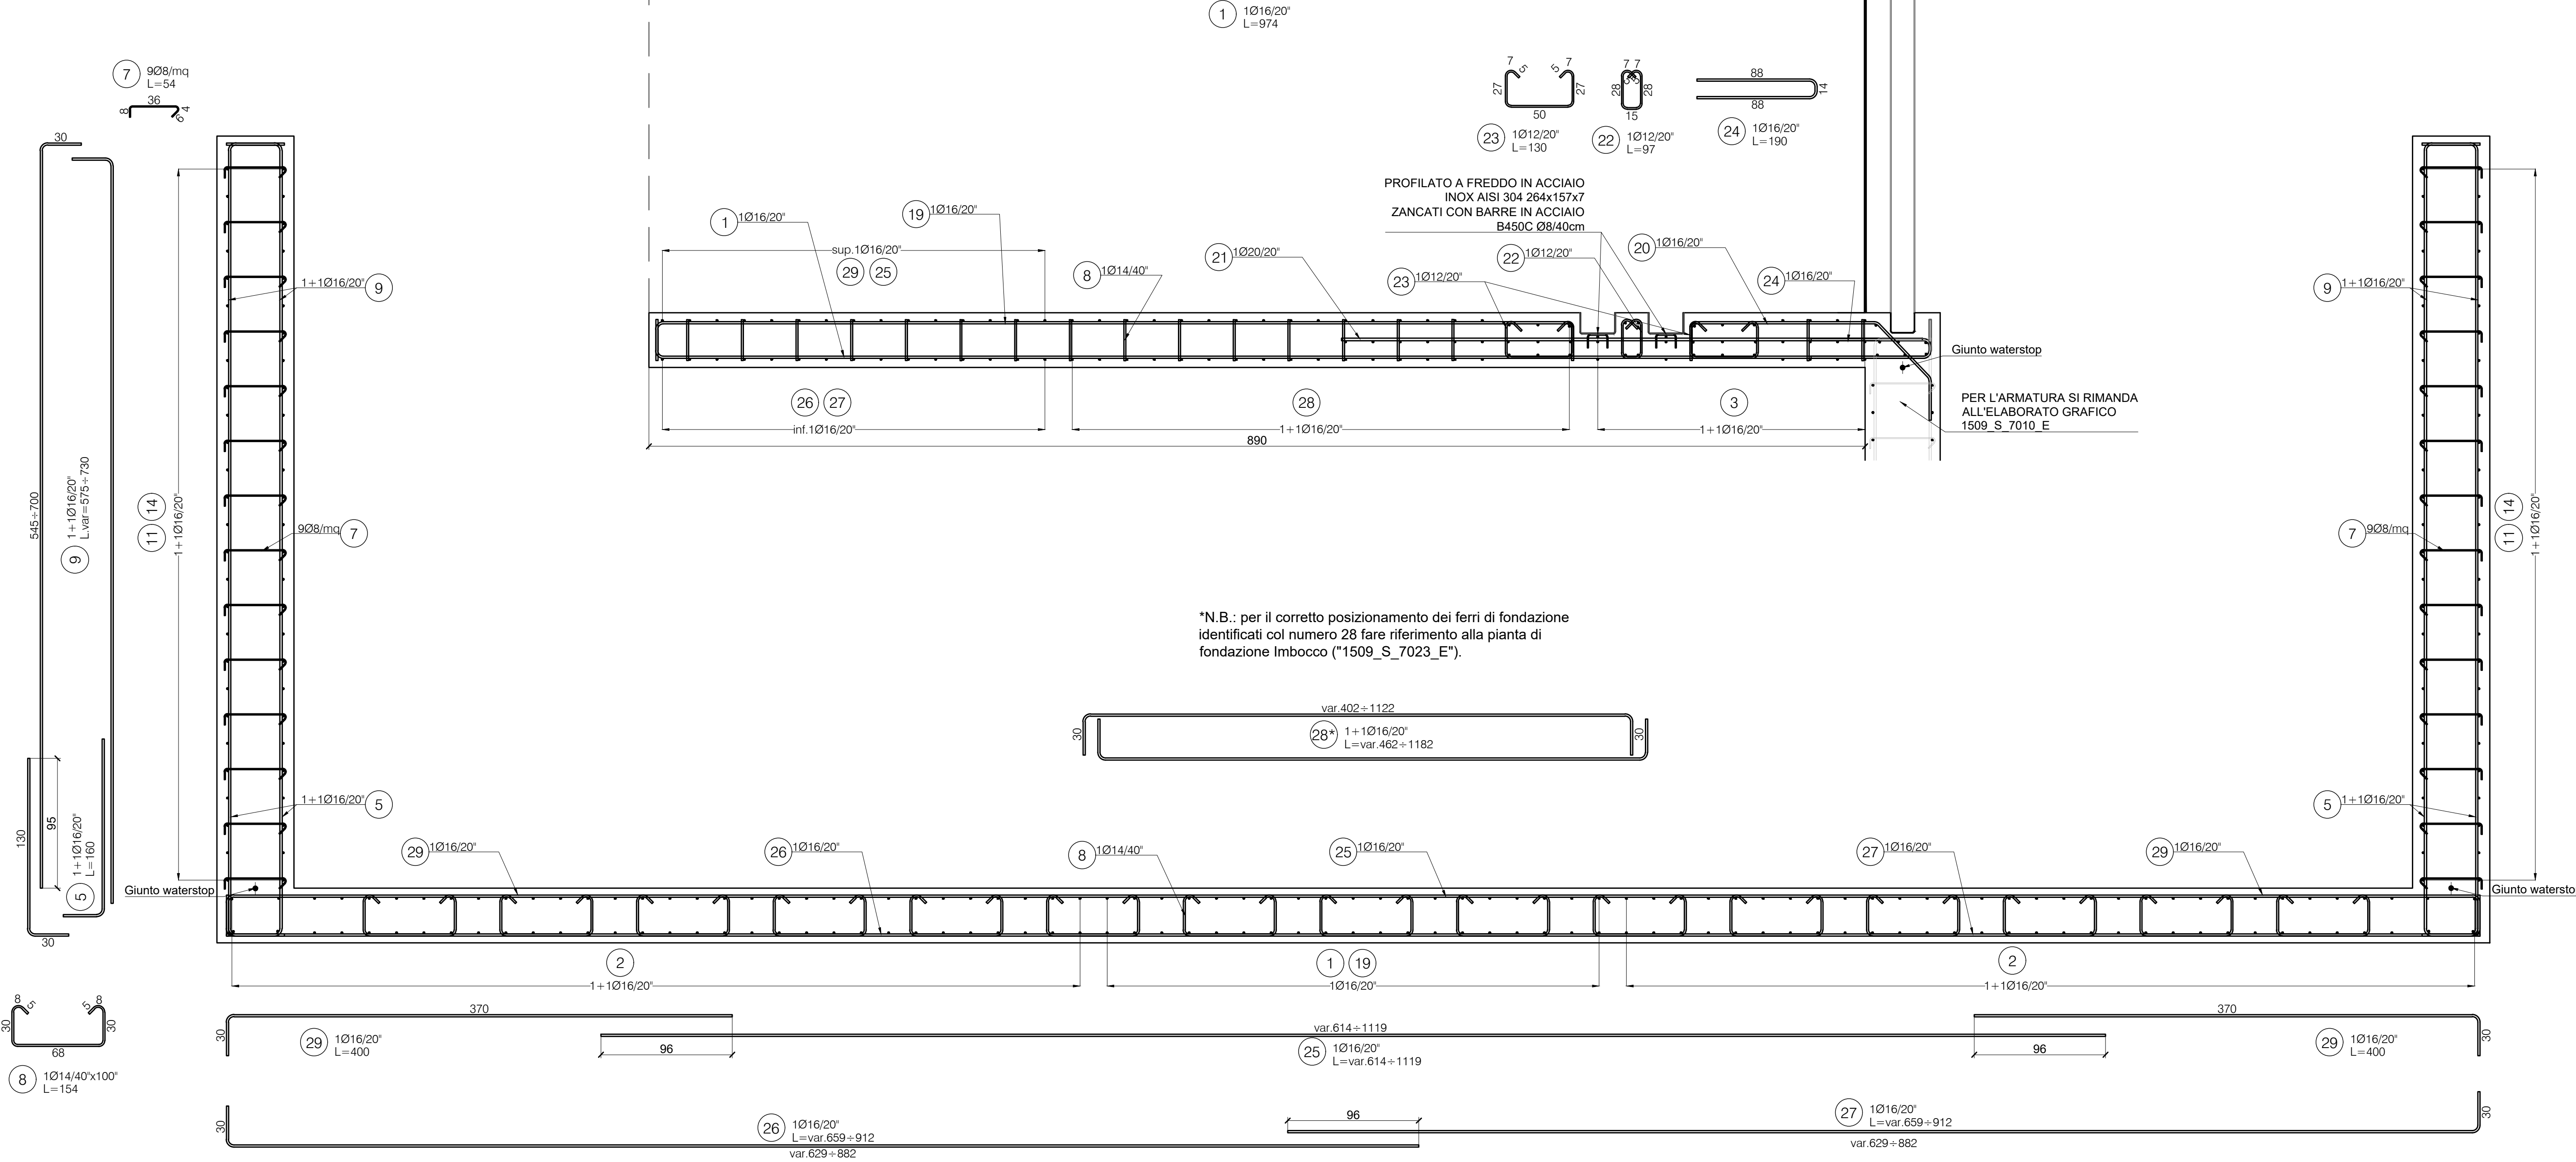 1 1Ø16/20"
L=974
7 9Ø8/mq
L=54
36
8
4
6
7 5 5 7
27 27
50
23 1Ø12/20"
L=130
7 7
5 5
28 28
15
22 1Ø12/20"
L=97
88
14
88
24 1Ø16/20"
L=190
PROFILATO A FREDDO IN ACCIAIO
INOX AISI 304 264x157x7
ZANCATI CON BARRE IN ACCIAIO
B450C Ø8/40cm
1 1Ø16/20"
19 1Ø16/20"
sup.1Ø16/20"
29 25
8 1Ø14/40"
21 1Ø20/20"
22 1Ø12/20"
23 1Ø12/20"
20 1Ø16/20"
24 1Ø16/20"
Giunto waterstop
26 27
inf.1Ø16/20"
28
1+1Ø16/20"
3
1+1Ø16/20"
890
PER L'ARMATURA SI RIMANDA
ALL'ELABORATO GRAFICO
1509_S_7010_E
30
545÷700
9 1+1Ø16/20"
L.var=575÷730
11 14
1+1Ø16/20"
1+1Ø16/20" 9
9Ø8/mq 7
1+1Ø16/20" 5
130
95
5 1+1Ø16/20"
L=160
30
Giunto waterstop
9 1+1Ø16/20"
7 9Ø8/mq
5 1+1Ø16/20"
11 14
1+1Ø16/20"
Giunto watersto
*N.B.: per il corretto posizionamento dei ferri di fondazione
identificati col numero 28 fare riferimento alla pianta di
fondazione Imbocco ("1509_S_7023_E").
var.402÷1122
30 30
28* 1+1Ø16/20"
L=var.462÷1182
29 1Ø16/20"
26 1Ø16/20"
8 1Ø14/40"
25 1Ø16/20"
27 1Ø16/20"
29 1Ø16/20"
2
1+1Ø16/20"
1 19
1Ø16/20"
2
1+1Ø16/20"
8 5 5 8
30 30
68
8 1Ø14/40"x100"
L=154
370
30
29 1Ø16/20"
L=400
96
var.614÷1119
25 1Ø16/20"
L=var.614÷1119
370
30
96
29 1Ø16/20"
L=400
30
26 1Ø16/20"
L=var.659÷912
var.629÷882
96
27 1Ø16/20"
L=var.659÷912
var.629÷882
30